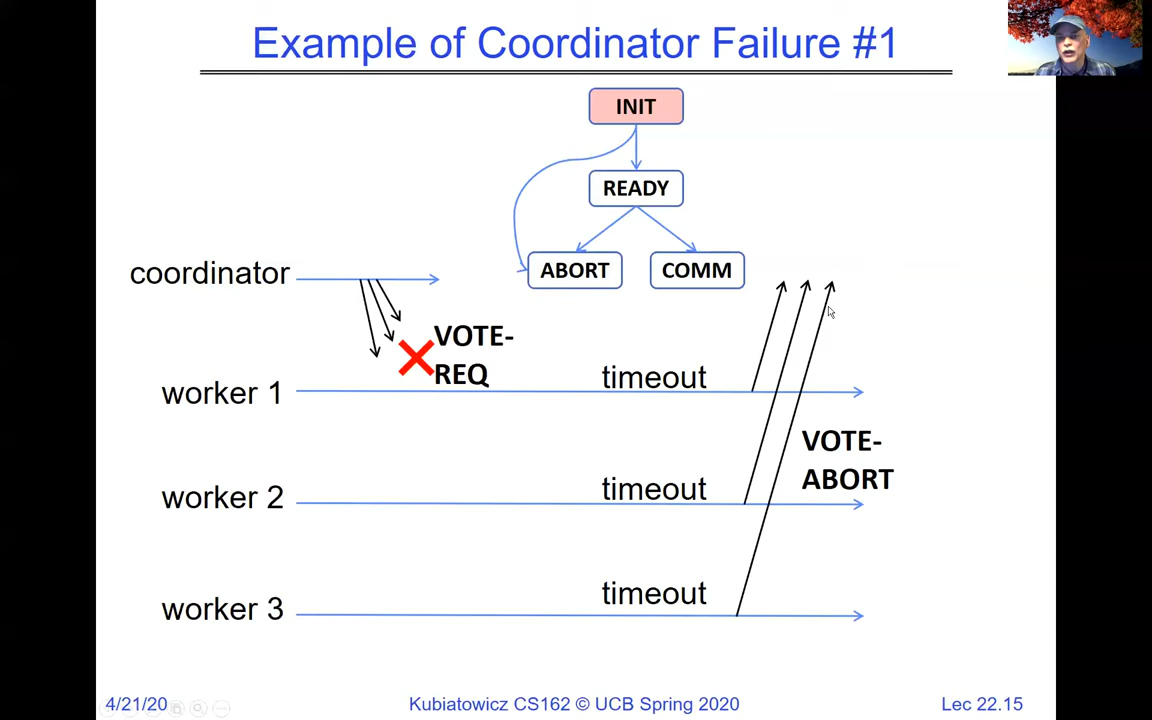 Example of Coordinator Failure #1
INIT
READY
ABORT
COMM
coordinator
VOTE-
REQ
worker 1
timeout
VOTE-
ABORT
worker 2
timeout
worker 3
timeout
4/21/20
Kubiatowicz CS162 © UCB Spring 2020
Lec 22.15